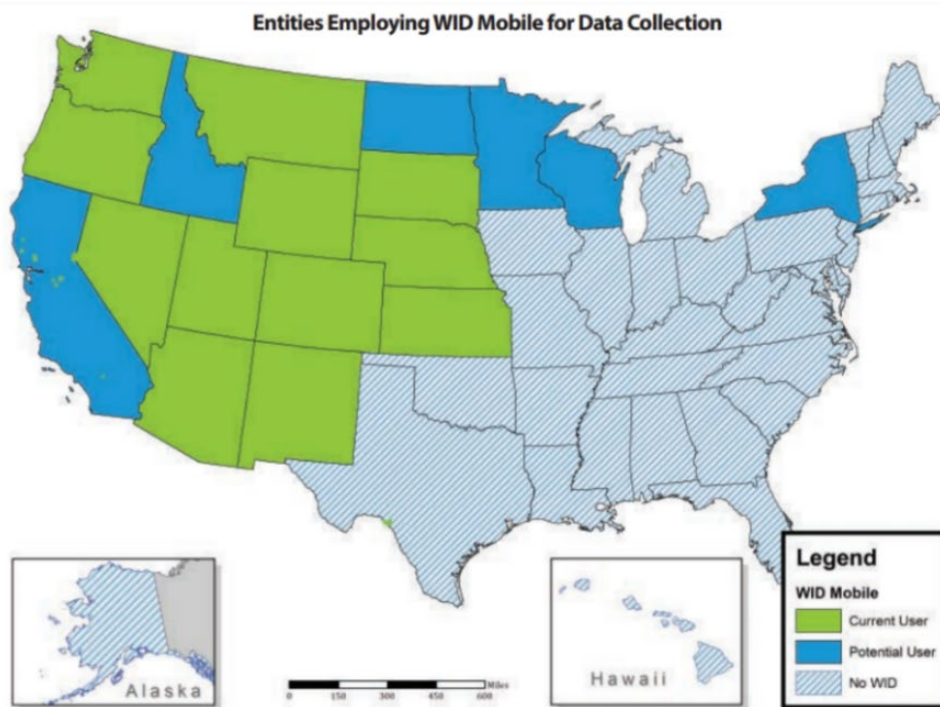 Entities Employing WID Mobile for Data Collection
Legend
WID Mobile
Current User
Potential User
No WID
Alaska
0 150 300 450 600 Miles
Hawaii